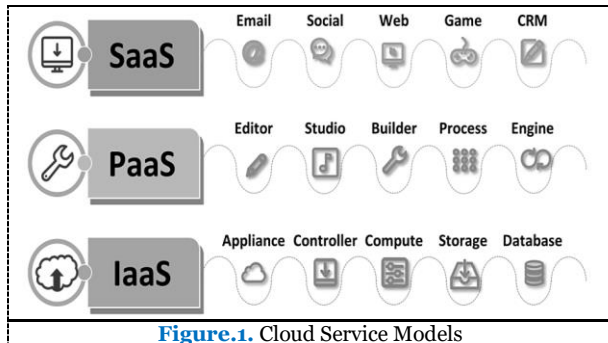 Email Social Web Game CRM
SaaS
Editor Studio Builder Process Engine
PaaS
Appliance Controller Compute Storage Database
IaaS
Figure.1. Cloud Service Models